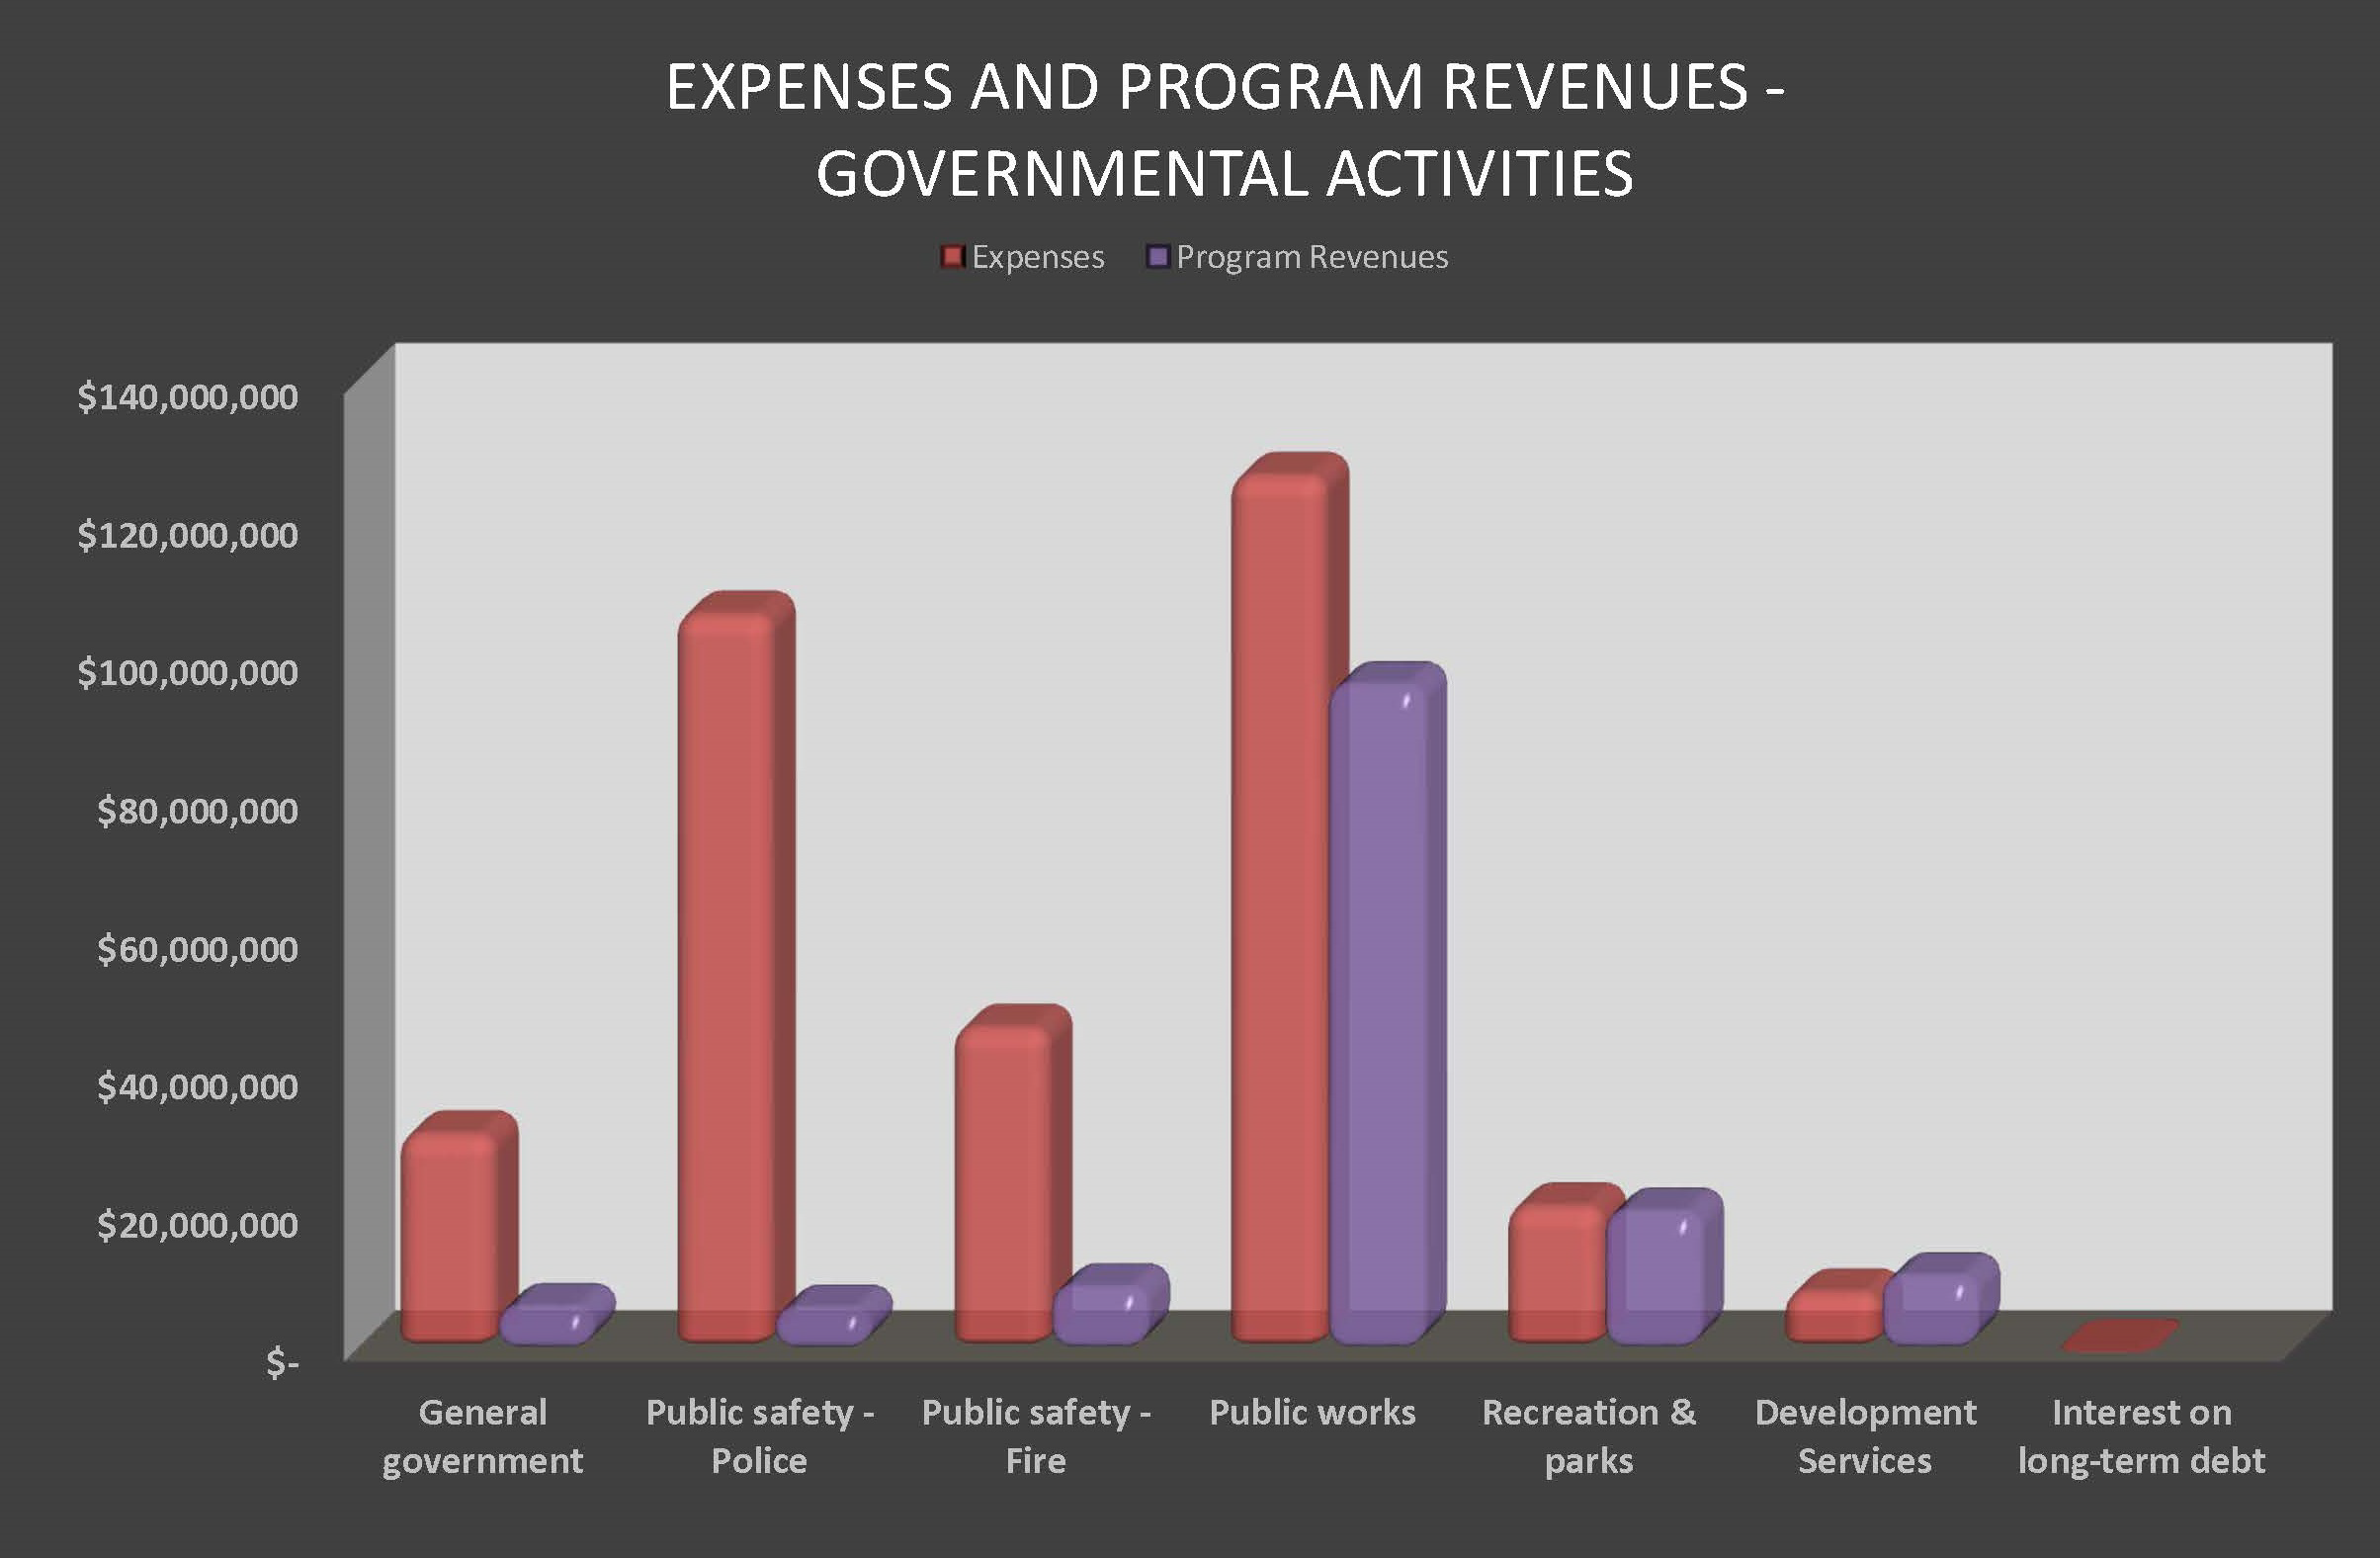 EXPENSES AND PROGRAM REVENUES -
GOVERNMENTAL ACTIVITIES
Expenses Program Revenues
$140,000,000
$120,000,000
$100,000,000
$80,000,000
$60,000,000
$40,000,000
$20,000,000
$-
General government
Public safety - Police
Public safety - Fire
Public works
Recreation & parks
Development Services
Interest on long-term debt